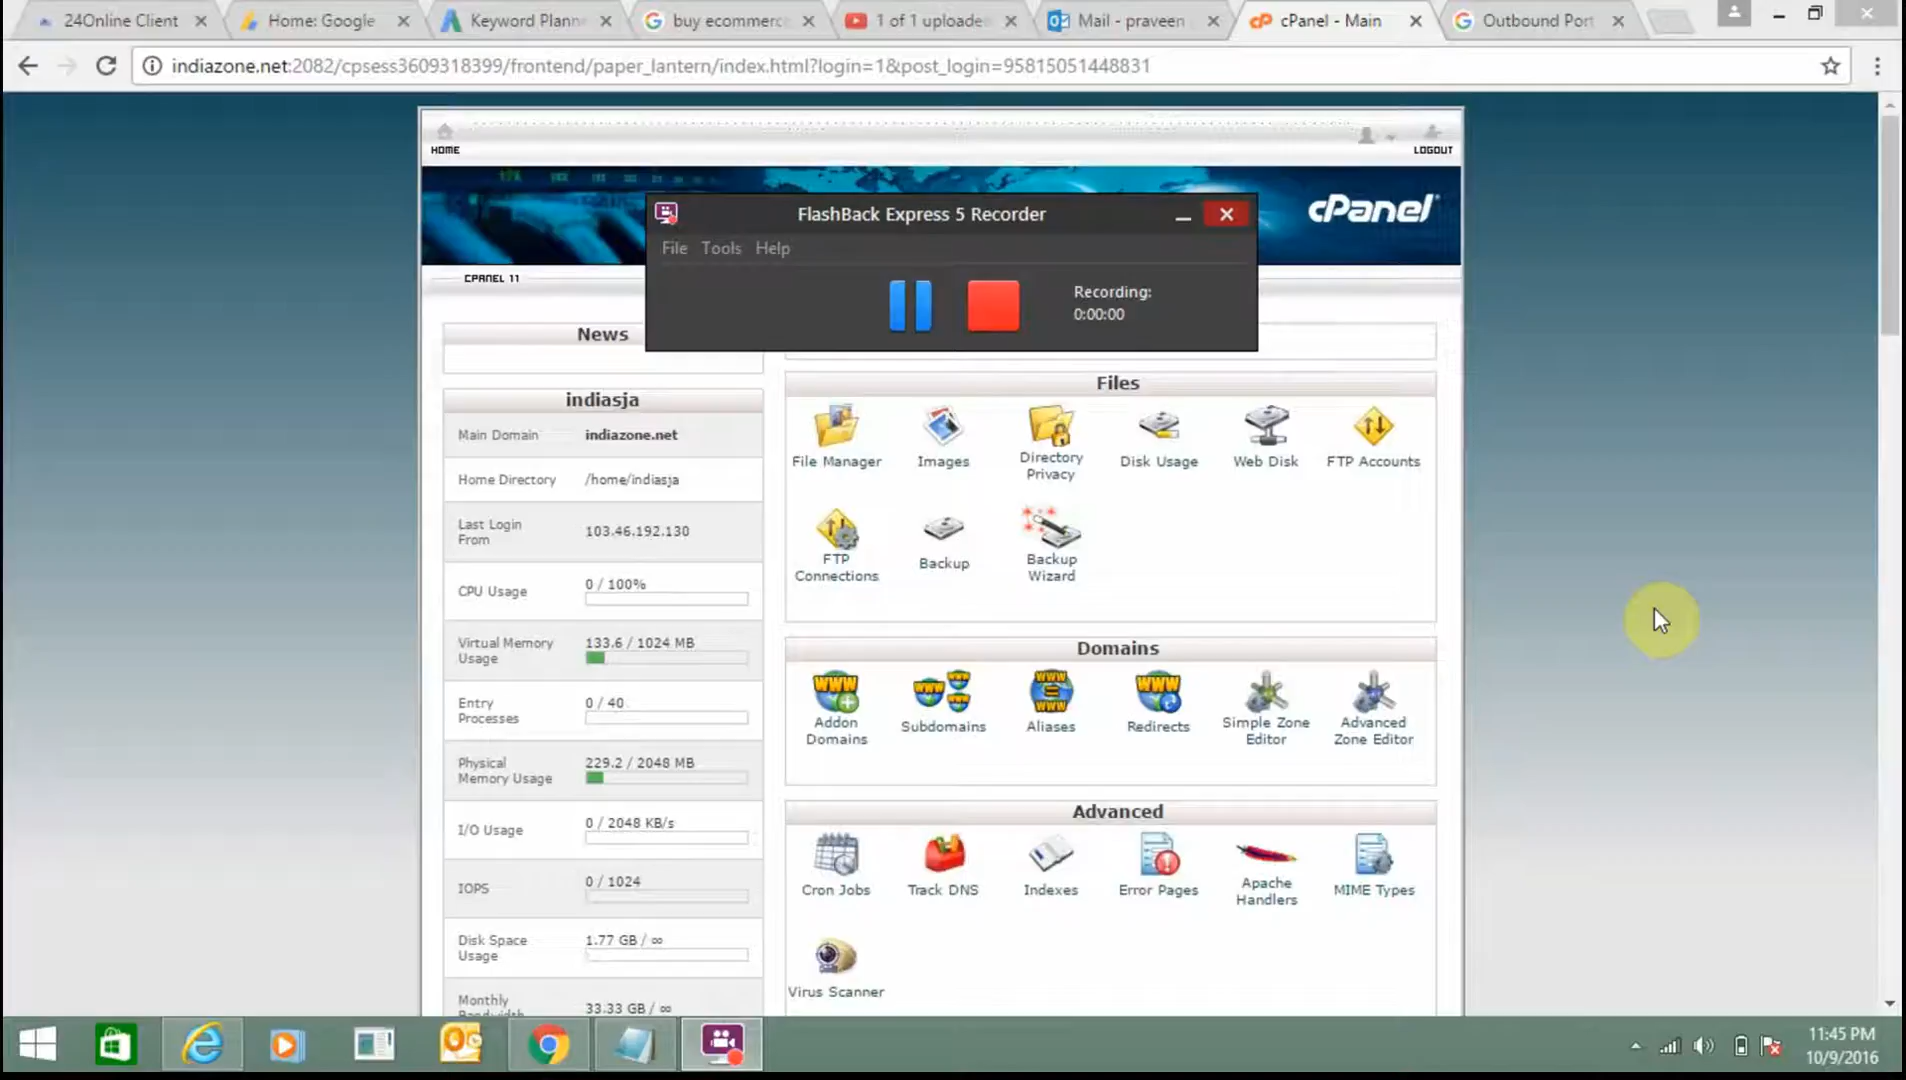 24Online Client
Home: Google
Keyword Plann
buy ecommerc
1 of 1 uploade
Mail - praveen
cPanel - Main
Outbound Port
indiazone.net:2082/cpsess3609318399/frontend/paper_lantern/index.html?login=1&post_login=95815051448831
HOME
LOGOUT
cPanel
CPANEL 11
FlashBack Express 5 Recorder
File Tools Help
Recording:
0:00:00
News
indiasja
Main Domain indiazone.net
Home Directory /home/indiasja
Last Login
From
103.46.192.130
CPU Usage
0 / 100%
Virtual Memory
Usage
133.6 / 1024 MB
Entry
Processes
0 / 40
Physical
Memory Usage
229.2 / 2048 MB
I/O Usage
0 / 2048 KB/s
IOPS
0 / 1024
Disk Space
Usage
1.77 GB / ∞
Monthly
Bandwidth
33.33 GB / ∞
Files
File Manager
Images
Directory
Privacy
Disk Usage
Web Disk
FTP Accounts
FTP
Connections
Backup
Backup
Wizard
Domains
Addon
Domains
Subdomains
Aliases
Redirects
Simple Zone
Editor
Advanced
Zone Editor
Advanced
Cron Jobs
Track DNS
Indexes
Error Pages
Apache
Handlers
MIME Types
Virus Scanner
11:45 PM
10/9/2016